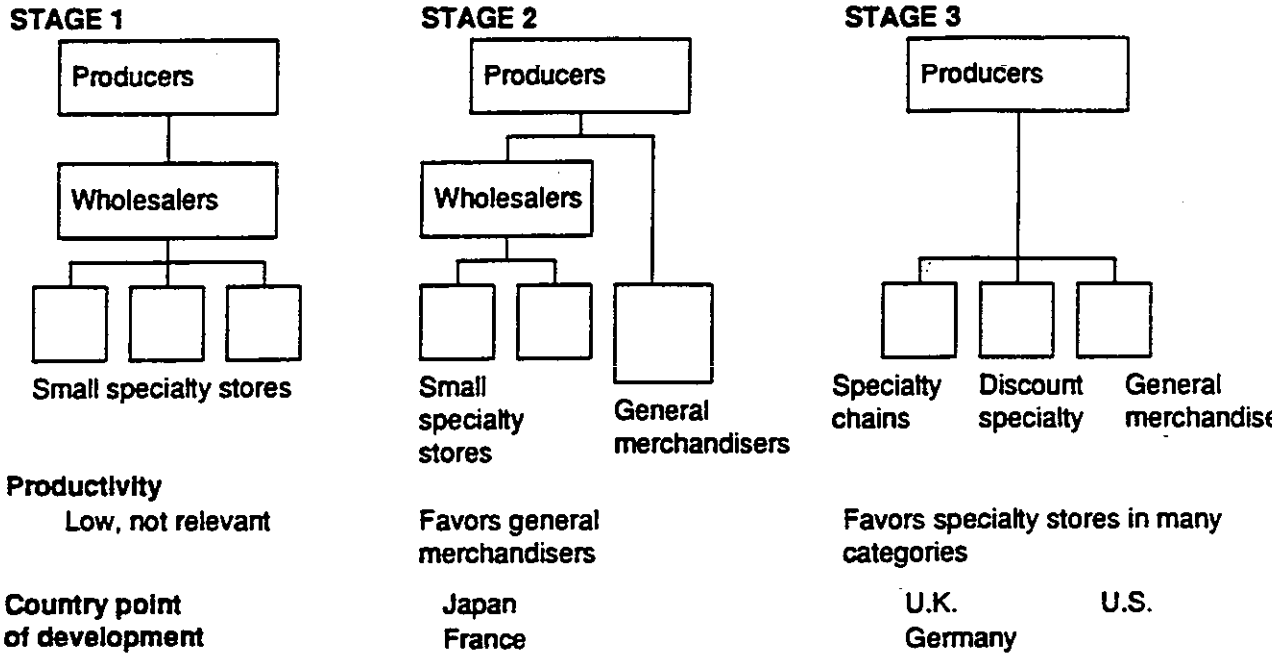 STAGE 1
Producers
Wholesalers
Small specialty stores
STAGE 2
Producers
Wholesalers
Small
specialty
stores
General
merchandisers
STAGE 3
Producers
Specialty
chains
Discount
specialty
General
merchandise
Productivity
Low, not relevant
Favors general
merchandisers
Favors specialty stores in many
categories
Country point
of development
Japan
France
U.K.
Germany
U.S.